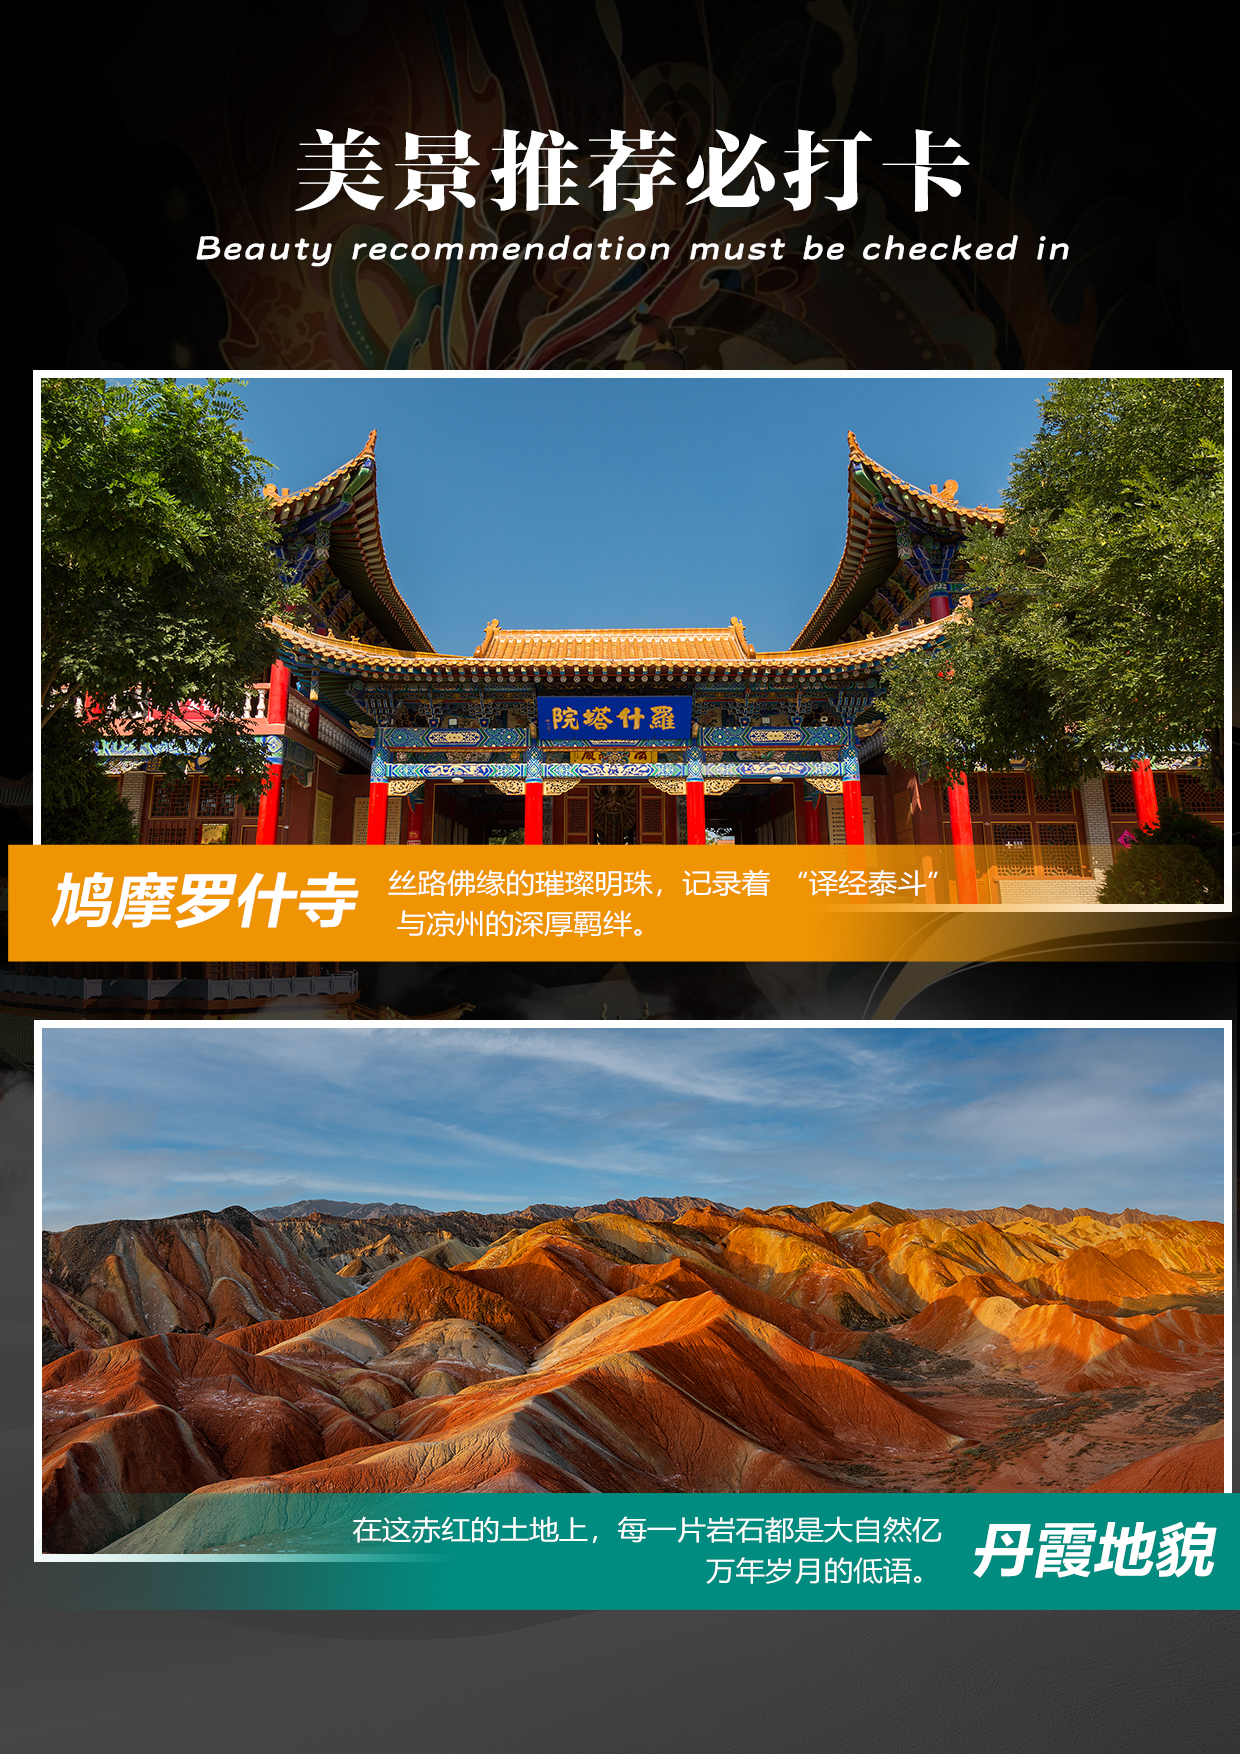 美景推荐必打卡
Beauty recommendation must be checked in
院塔什羅
鸠摩罗什寺
丝路佛缘的璀璨明珠，记录着 “译经泰斗”
与凉州的深厚羁绊。
在这赤红的土地上，每一片岩石都是大自然亿
万年岁月的低语。
丹霞地貌